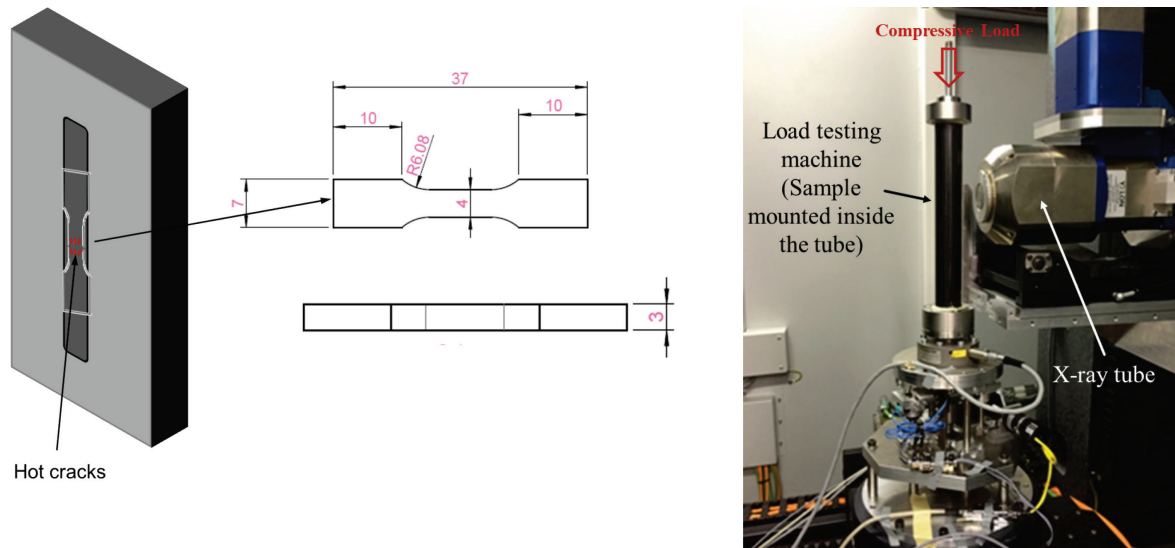 37
10
10
R6.08
7
4
3
Hot cracks
Compressive Load
Load testing
machine
(Sample
mounted inside
the tube)
X-ray tube